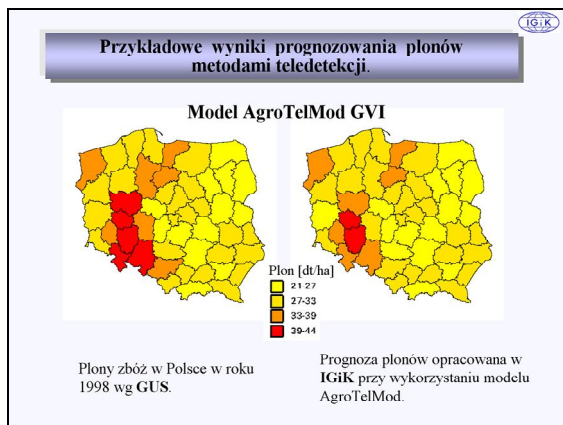 IGiK
Przykładowe wyniki prognozowania plonów
metodami teledetekcji.
Model AgroTelMod GVI
Plon [dt/ha]
21-27
27-33
33-39
39-44
Plony zbóż w Polsce w roku
1998 wg GUS.
Prognoza plonów opracowana w
IGiK przy wykorzystaniu modelu
AgroTelMod.